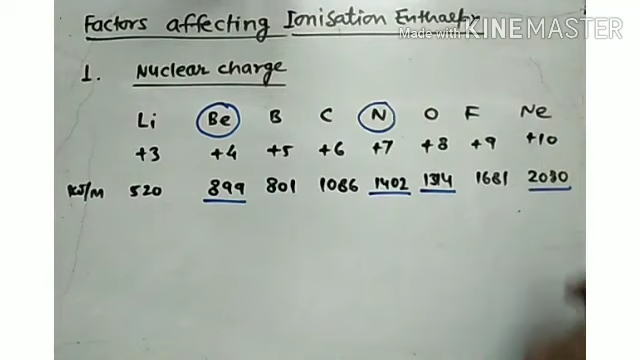 Factors affecting Ionisation Enthalpy
Made with KINEMASTER
1. Nuclear charge
Li Be B C N O F Ne
+3 +4 +5 +6 +7 +8 +9 +10
KJ/M 520 899 801 1086 1402 1314 1681 2080